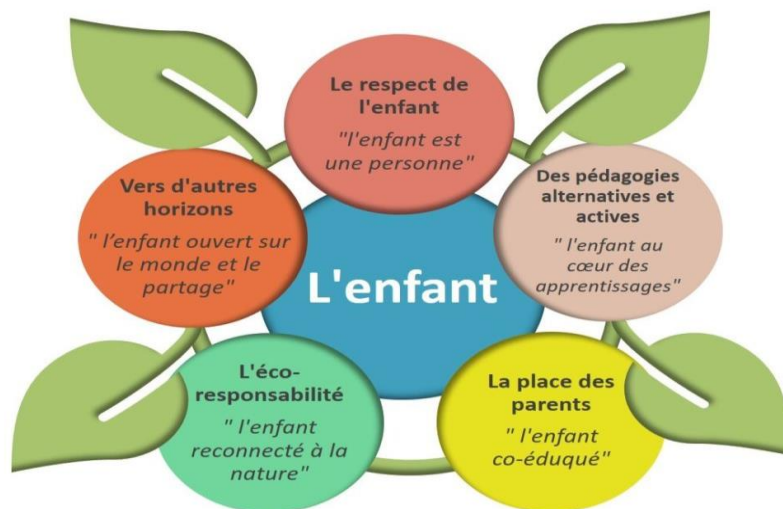 Le respect de
l'enfant
"l'enfant est
une personne"
Vers d'autres
horizons
" l’enfant ouvert sur
le monde et le
partage"
Des pédagogies
alternatives et
actives
" l'enfant au
cœur des
apprentissages"
L'enfant
L'éco-
responsabilité
" l'enfant
reconnecté à la
nature"
La place des
parents
" l'enfant
co-éduqué"